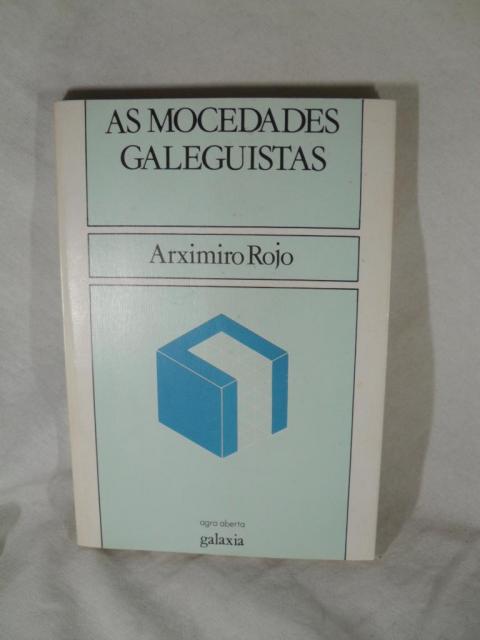 AS MOCEDADES
GALEGUISTAS
Arximiro Rojo
agra aberta
galaxia